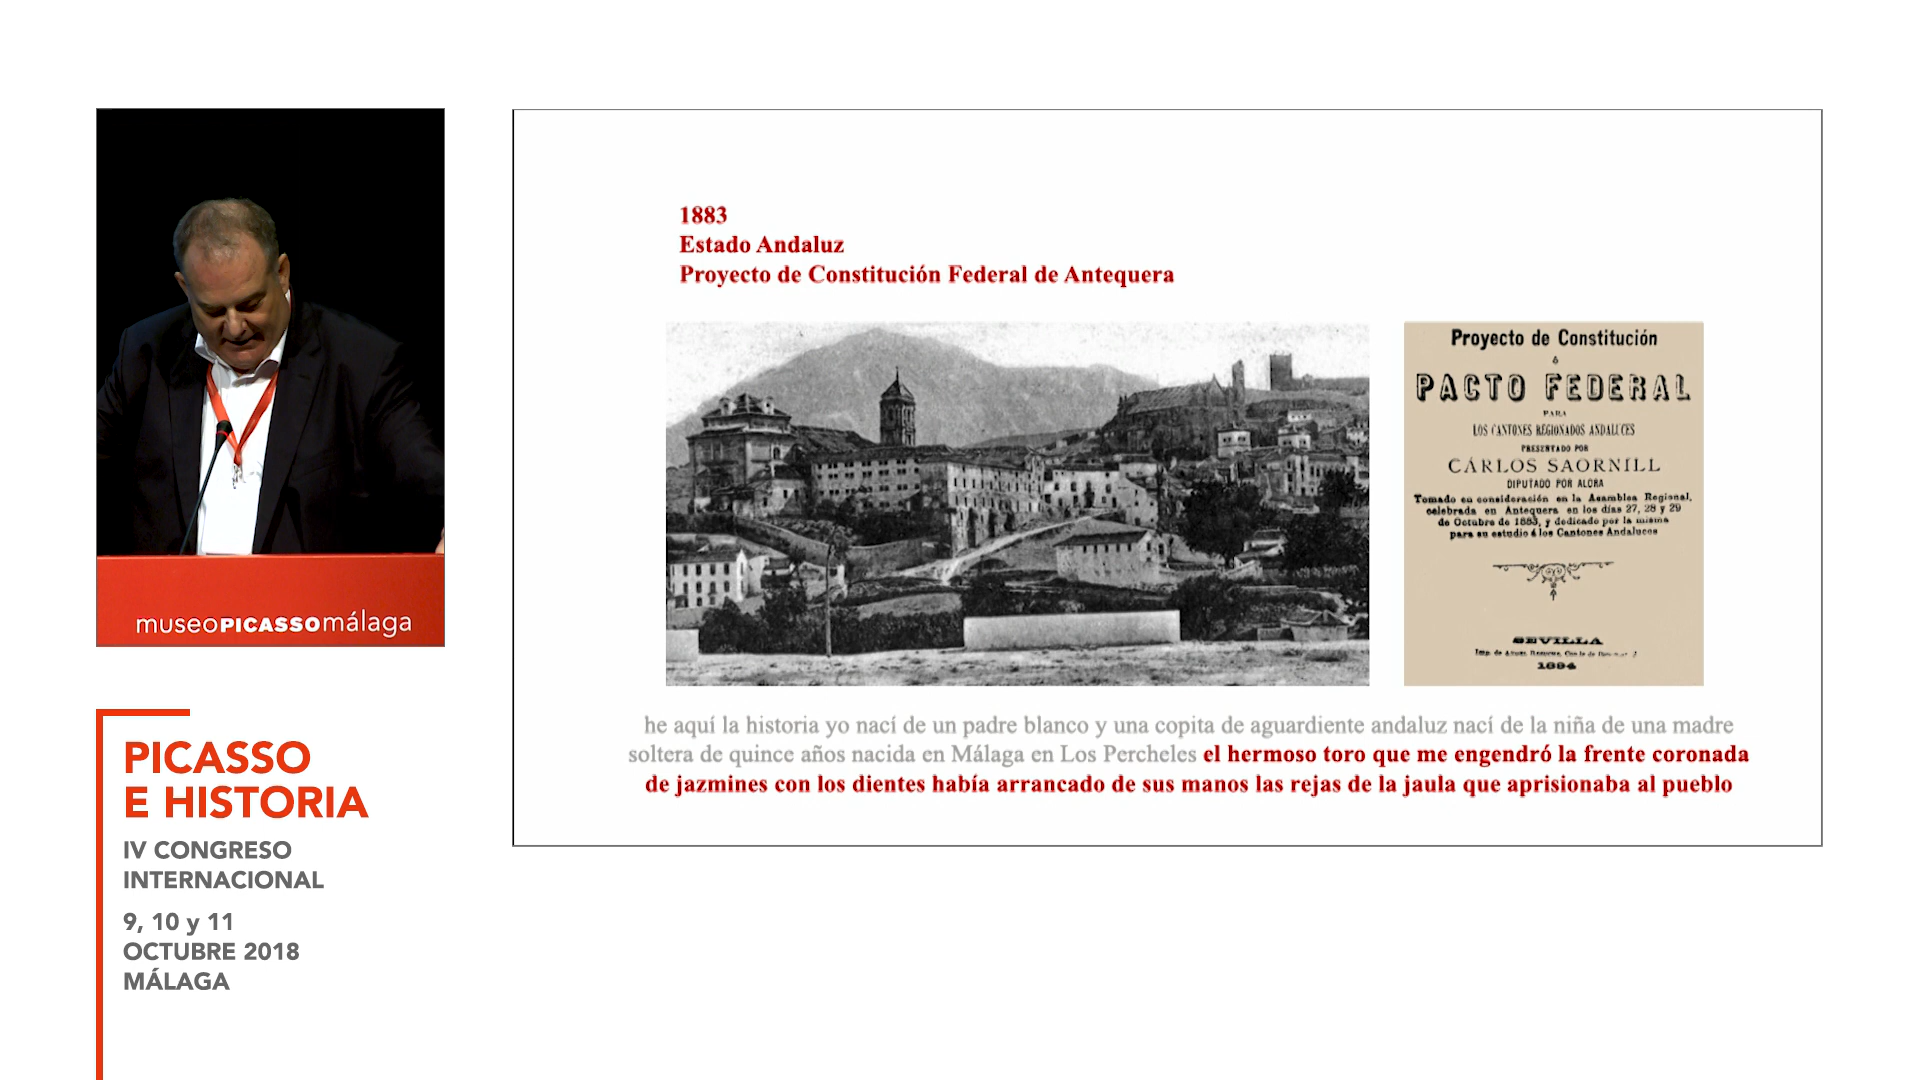 museoPICASSOmálaga
PICASSO
E HISTORIA
IV CONGRESO
INTERNACIONAL
9, 10 y 11
OCTUBRE 2018
MÁLAGA
1883
Estado Andaluz
Proyecto de Constitución Federal de Antequera
Proyecto de Constitución
ó
PACTO FEDERAL
PARA
LOS CANTONES REGIONADOS ANDALUCES
PRESENTADO POR
CÁRLOS SAORNILL
DIPUTADO POR ALORA
Tomado en consideración en la Asamblea Regional,
celebrada en Antequera en los días 27, 28 y 29
de Octubre de 1883, y dedicado por la misma
para su estudio á los Cantones Andaluces
SEVILLA
Imp. de
1894
he aquí la historia yo nací de un padre blanco y una copita de aguardiente andaluz nací de la niña de una madre
soltera de quince años nacida en Málaga en Los Percheles el hermoso toro que me engendró la frente coronada
de jazmines con los dientes había arrancado de sus manos las rejas de la jaula que aprisionaba al pueblo